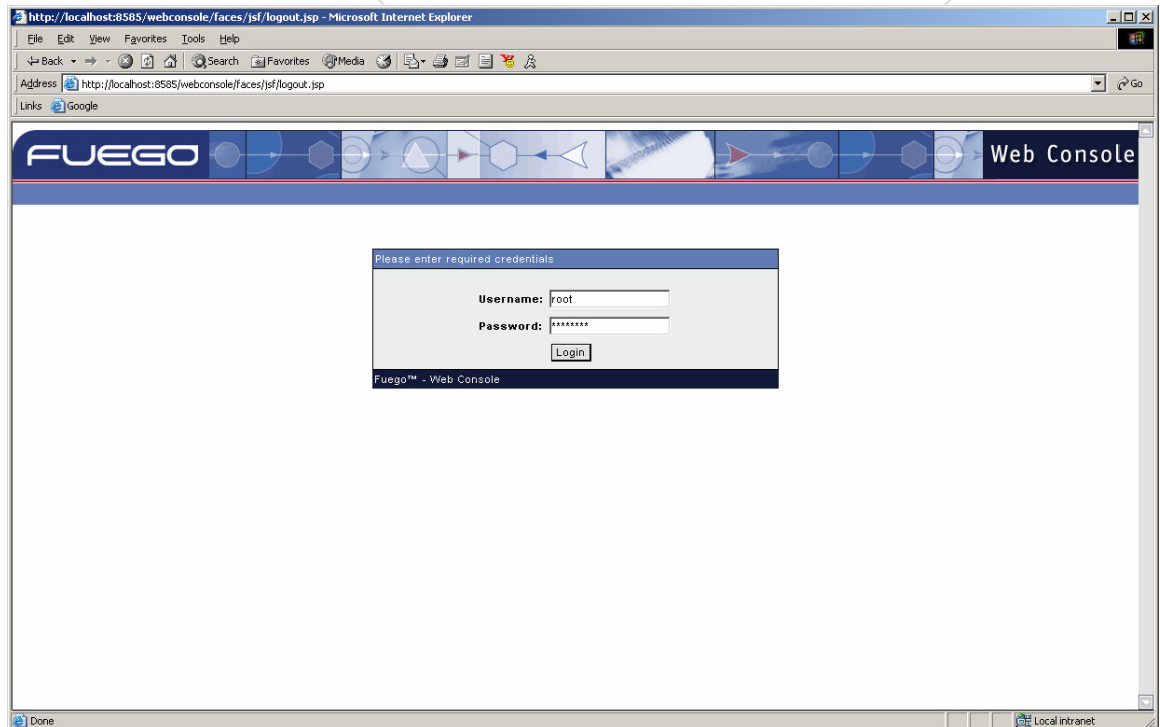 http://localhost:8585/webconsole/faces/jsf/logout.jsp - Microsoft Internet Explorer
File Edit View Favorites Tools Help
Back Search Favorites Media
Address http://localhost:8585/webconsole/faces/jsf/logout.jsp Go
Links Google
FUEGO Web Console
Please enter required credentials
Username: root
Password: ********
Login
Fuego™ - Web Console
Done Local intranet